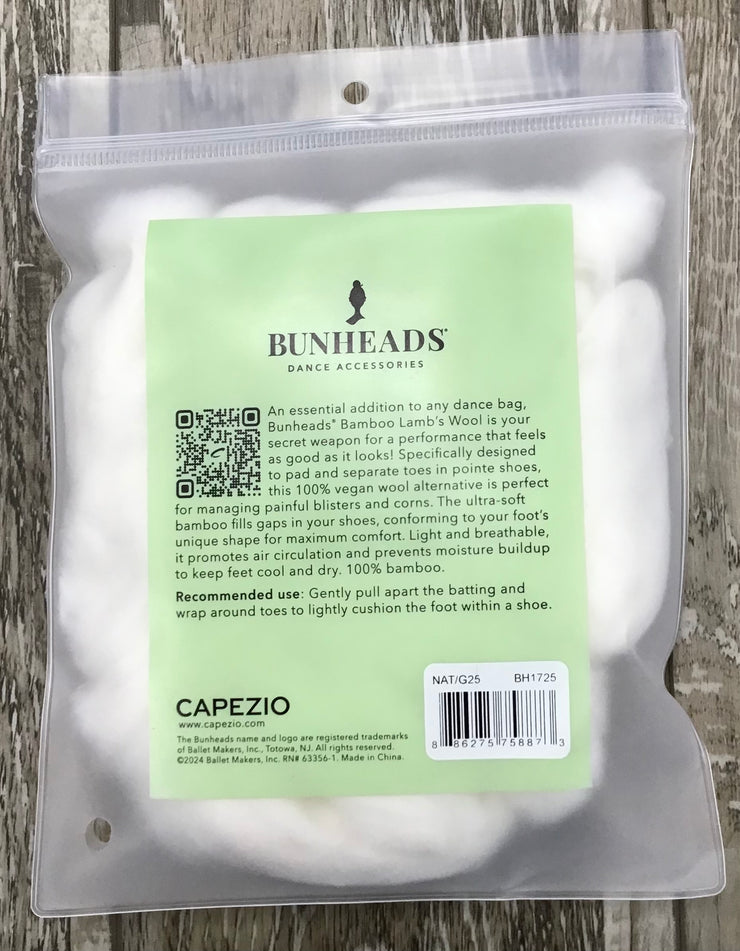 BUNHEADS®
DANCE ACCESSORIES
An essential addition to any dance bag,
Bunheads® Bamboo Lamb's Wool is your
secret weapon for a performance that feels
as good as it looks! Specifically designed
to pad and separate toes in pointe shoes,
this 100% vegan wool alternative is perfect
for managing painful blisters and corns. The ultra-soft
bamboo fills gaps in your shoes, conforming to your foot's
unique shape for maximum comfort. Light and breathable,
it promotes air circulation and prevents moisture buildup
to keep feet cool and dry. 100% bamboo.
Recommended use: Gently pull apart the batting and
wrap around toes to lightly cushion the foot within a shoe.
NAT/G25 BH1725
8 86275 75887 3
CAPEZIO
www.capezio.com
The Bunheads name and logo are registered trademarks
of Ballet Makers, Inc., Totowa, NJ. All rights reserved.
©2024 Ballet Makers, Inc. RN# 63356-1. Made in China.